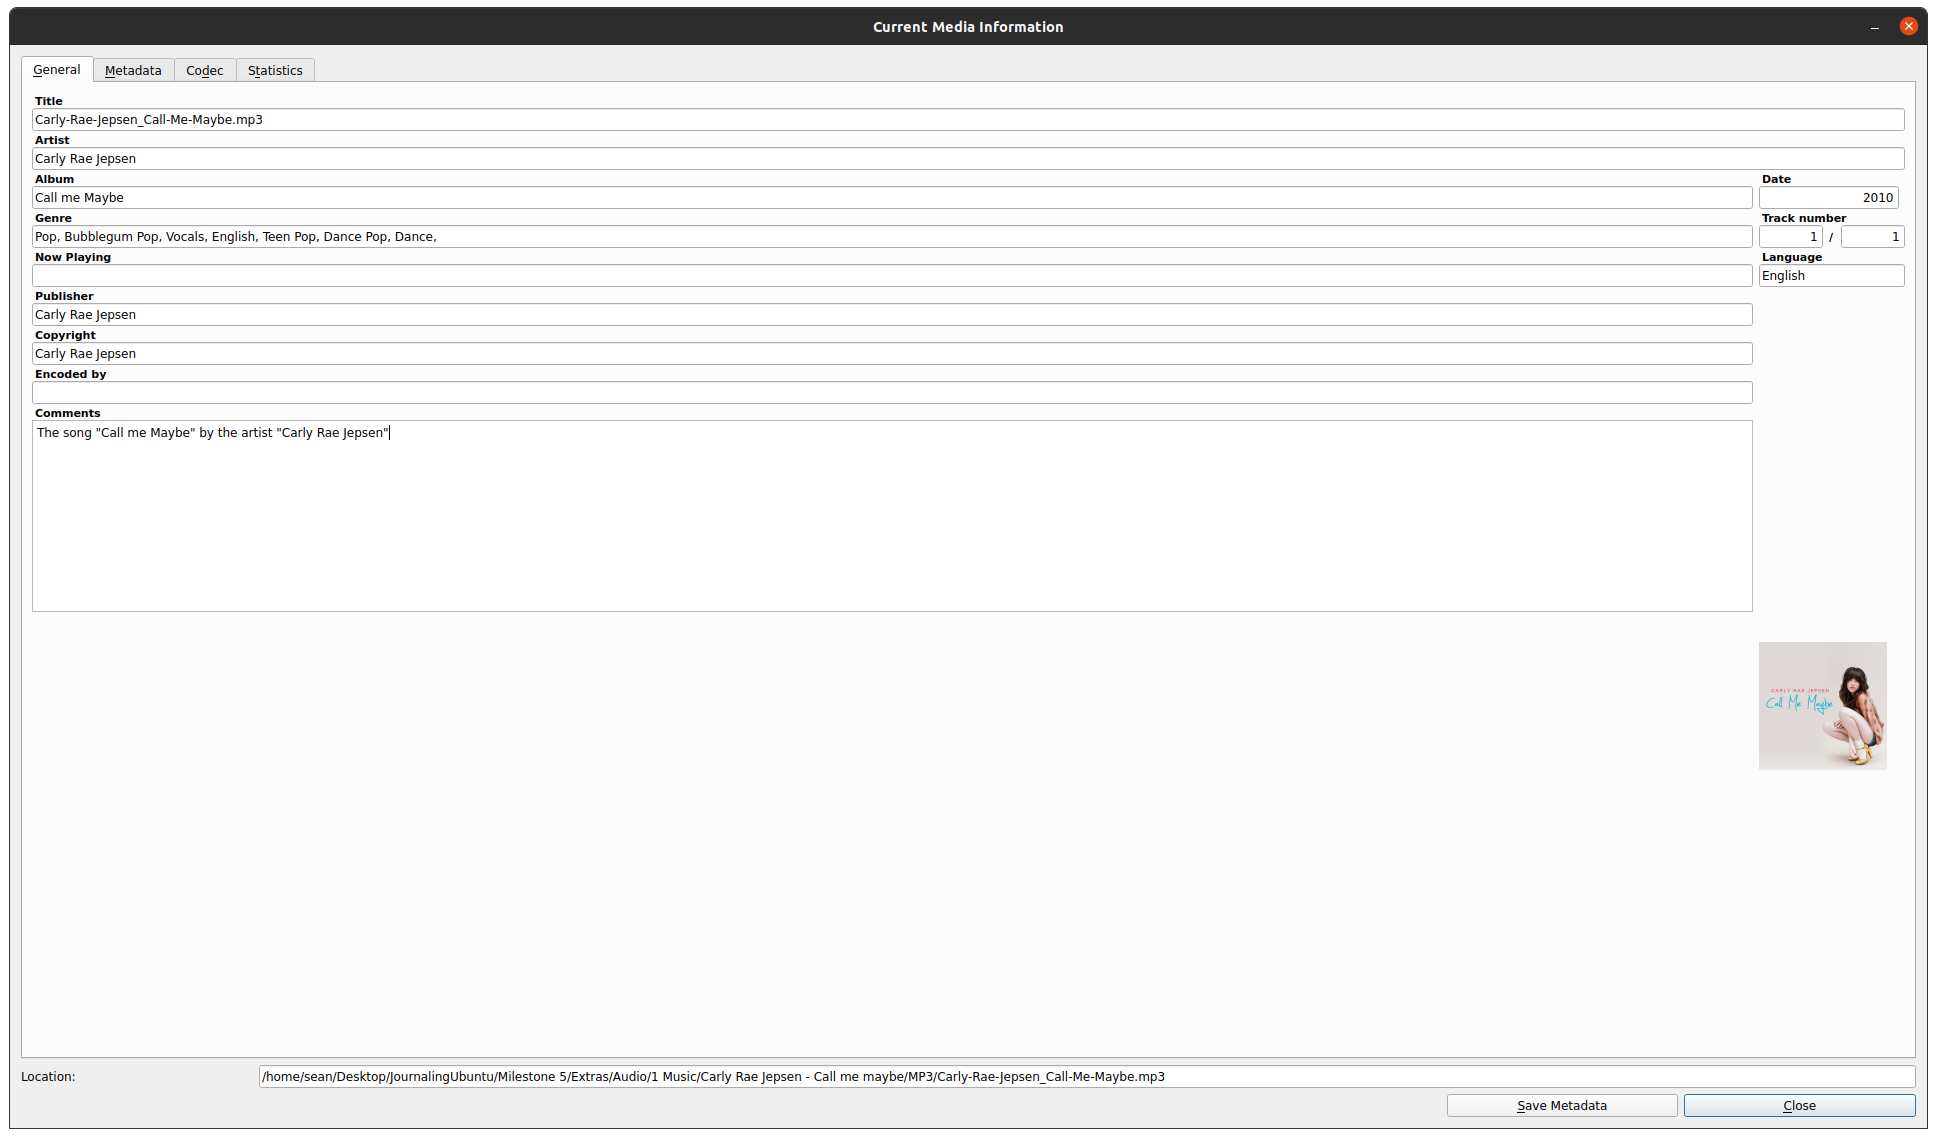 Current Media Information
General Metadata Codec Statistics
Title
Carly-Rae-Jepsen_Call-Me-Maybe.mp3
Artist
Carly Rae Jepsen
Album Date
Call me Maybe 2010
Genre Track number
Pop, Bubblegum Pop, Vocals, English, Teen Pop, Dance Pop, Dance, 1 / 1
Now Playing Language
English
Publisher
Carly Rae Jepsen
Copyright
Carly Rae Jepsen
Encoded by
Comments
The song "Call me Maybe" by the artist "Carly Rae Jepsen"
CARLY RAE JEPSEN
Call Me Maybe
Location: /home/sean/Desktop/JournalingUbuntu/Milestone 5/Extras/Audio/1 Music/Carly Rae Jepsen - Call me maybe/MP3/Carly-Rae-Jepsen_Call-Me-Maybe.mp3
Save Metadata Close